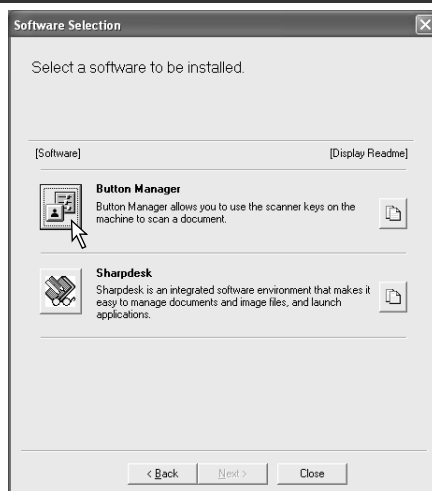 Software Selection
Select a software to be installed.
[Software] [Display Readme]
Button Manager
Button Manager allows you to use the scanner keys on the
machine to scan a document.
Sharpdesk
Sharpdesk is an integrated software environment that makes it
easy to manage documents and image files, and launch
applications.
< Back Next > Close